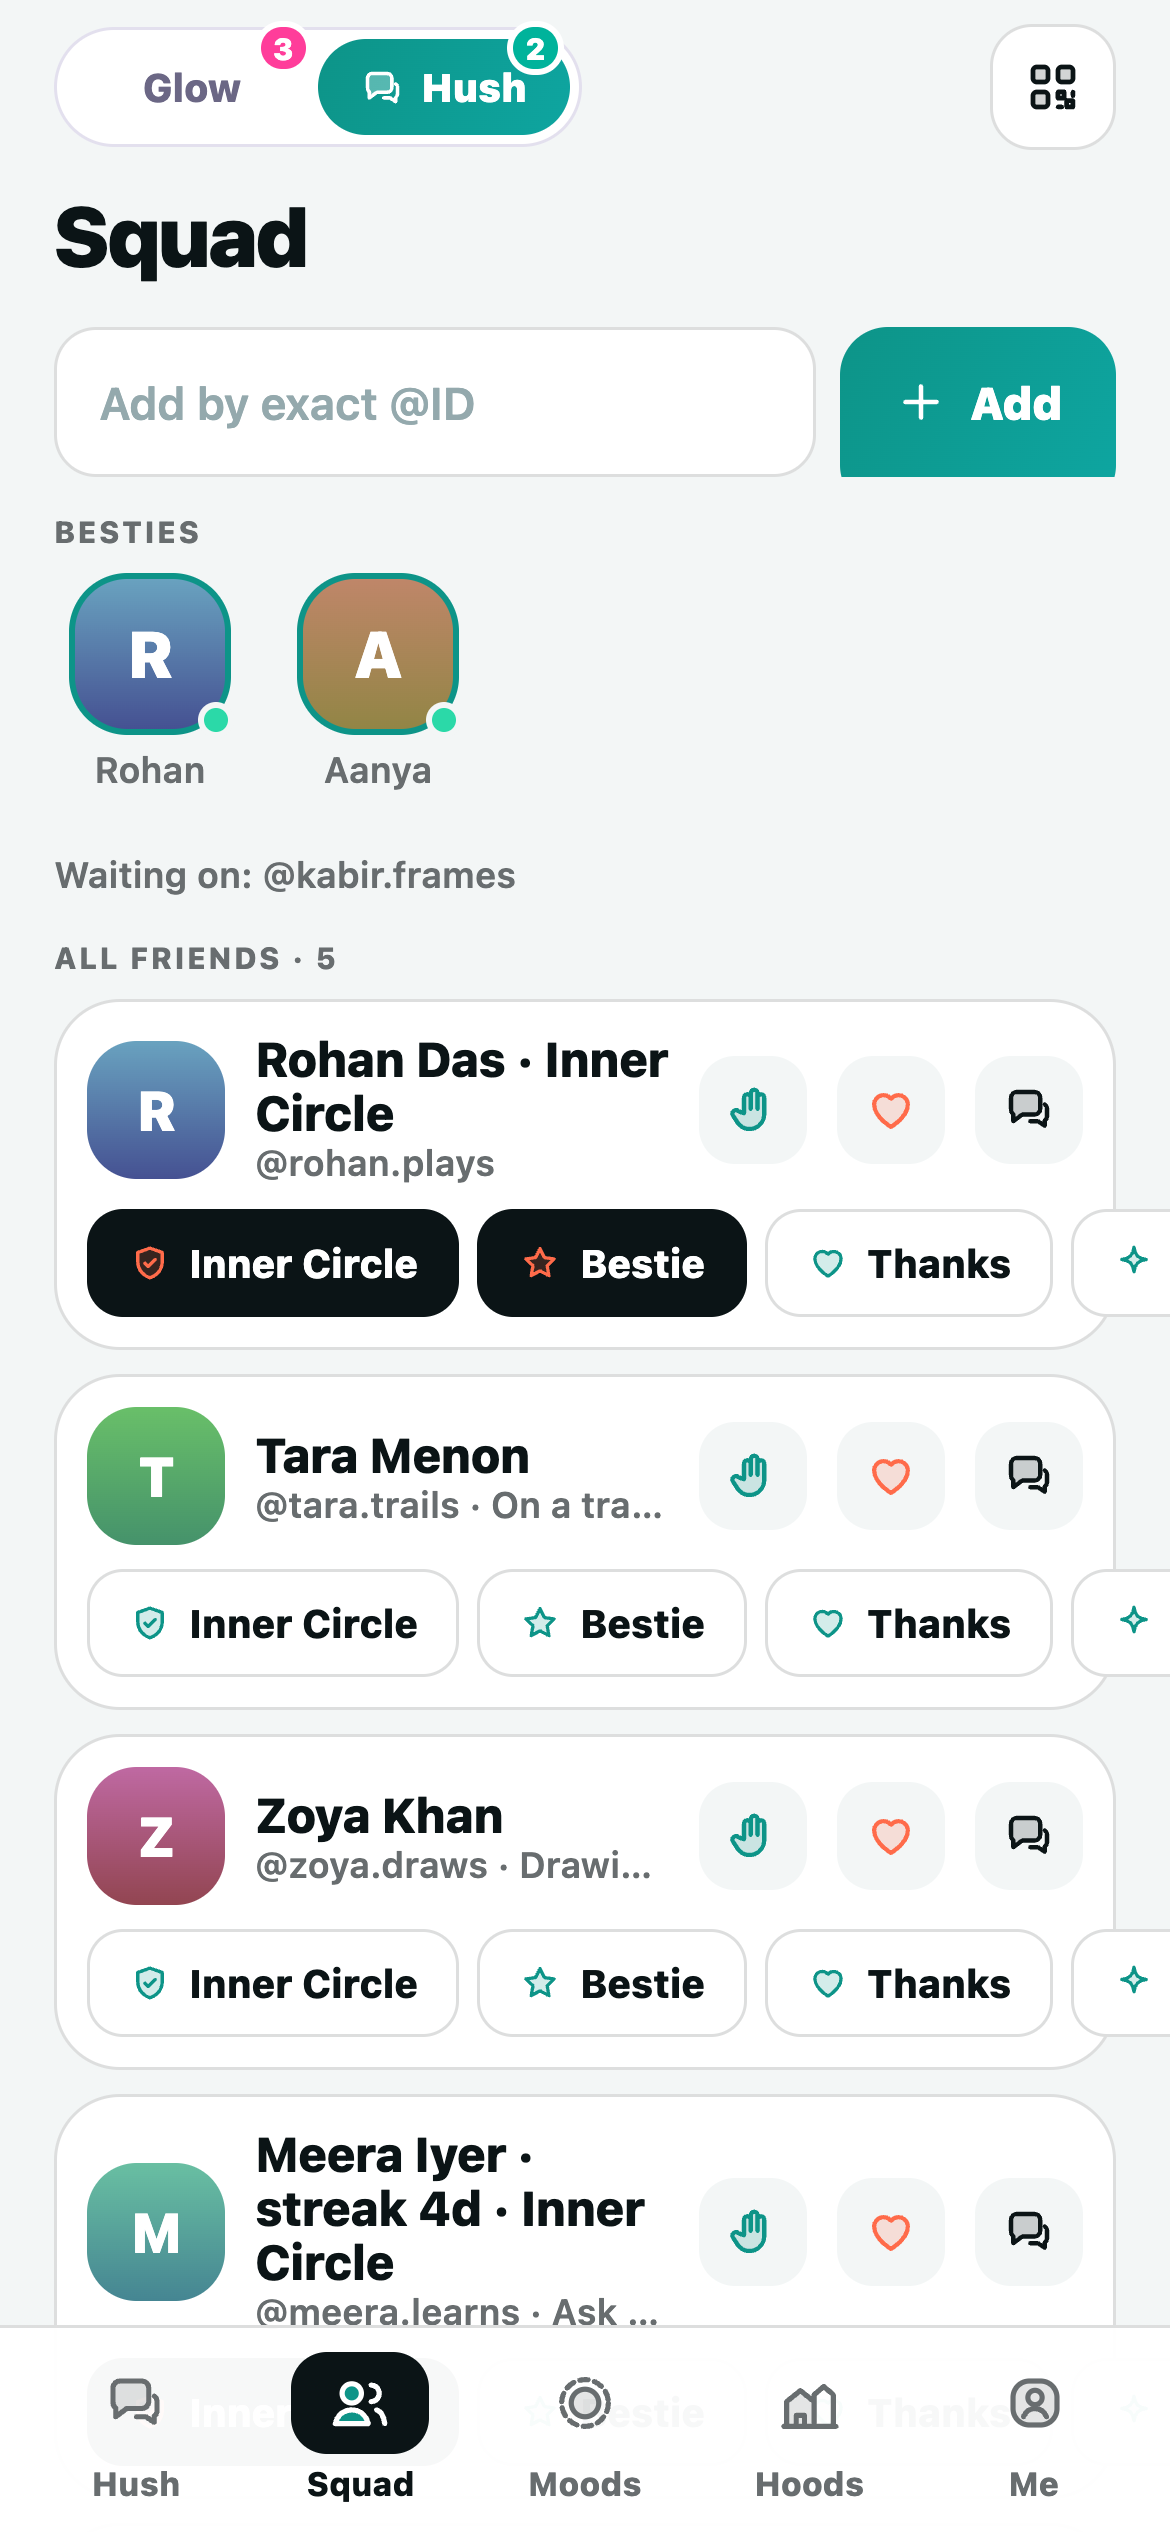 Glow
3
Hush
2
Squad
Add by exact @ID
Add
BESTIES
R
A
Rohan
Aanya
Waiting on: @kabir.frames
ALL FRIENDS · 5
R
Rohan Das · Inner
Circle
@rohan.plays
Inner Circle
Bestie
Thanks
T
Tara Menon
@tara.trails · On a tra...
Inner Circle
Bestie
Thanks
Z
Zoya Khan
@zoya.draws · Drawi...
Inner Circle
Bestie
Thanks
M
Meera Iyer ·
streak 4d · Inner
Circle
@meera.learns · Ask ...
Inner
estie
Thanks
Hush
Squad
Moods
Hoods
Me